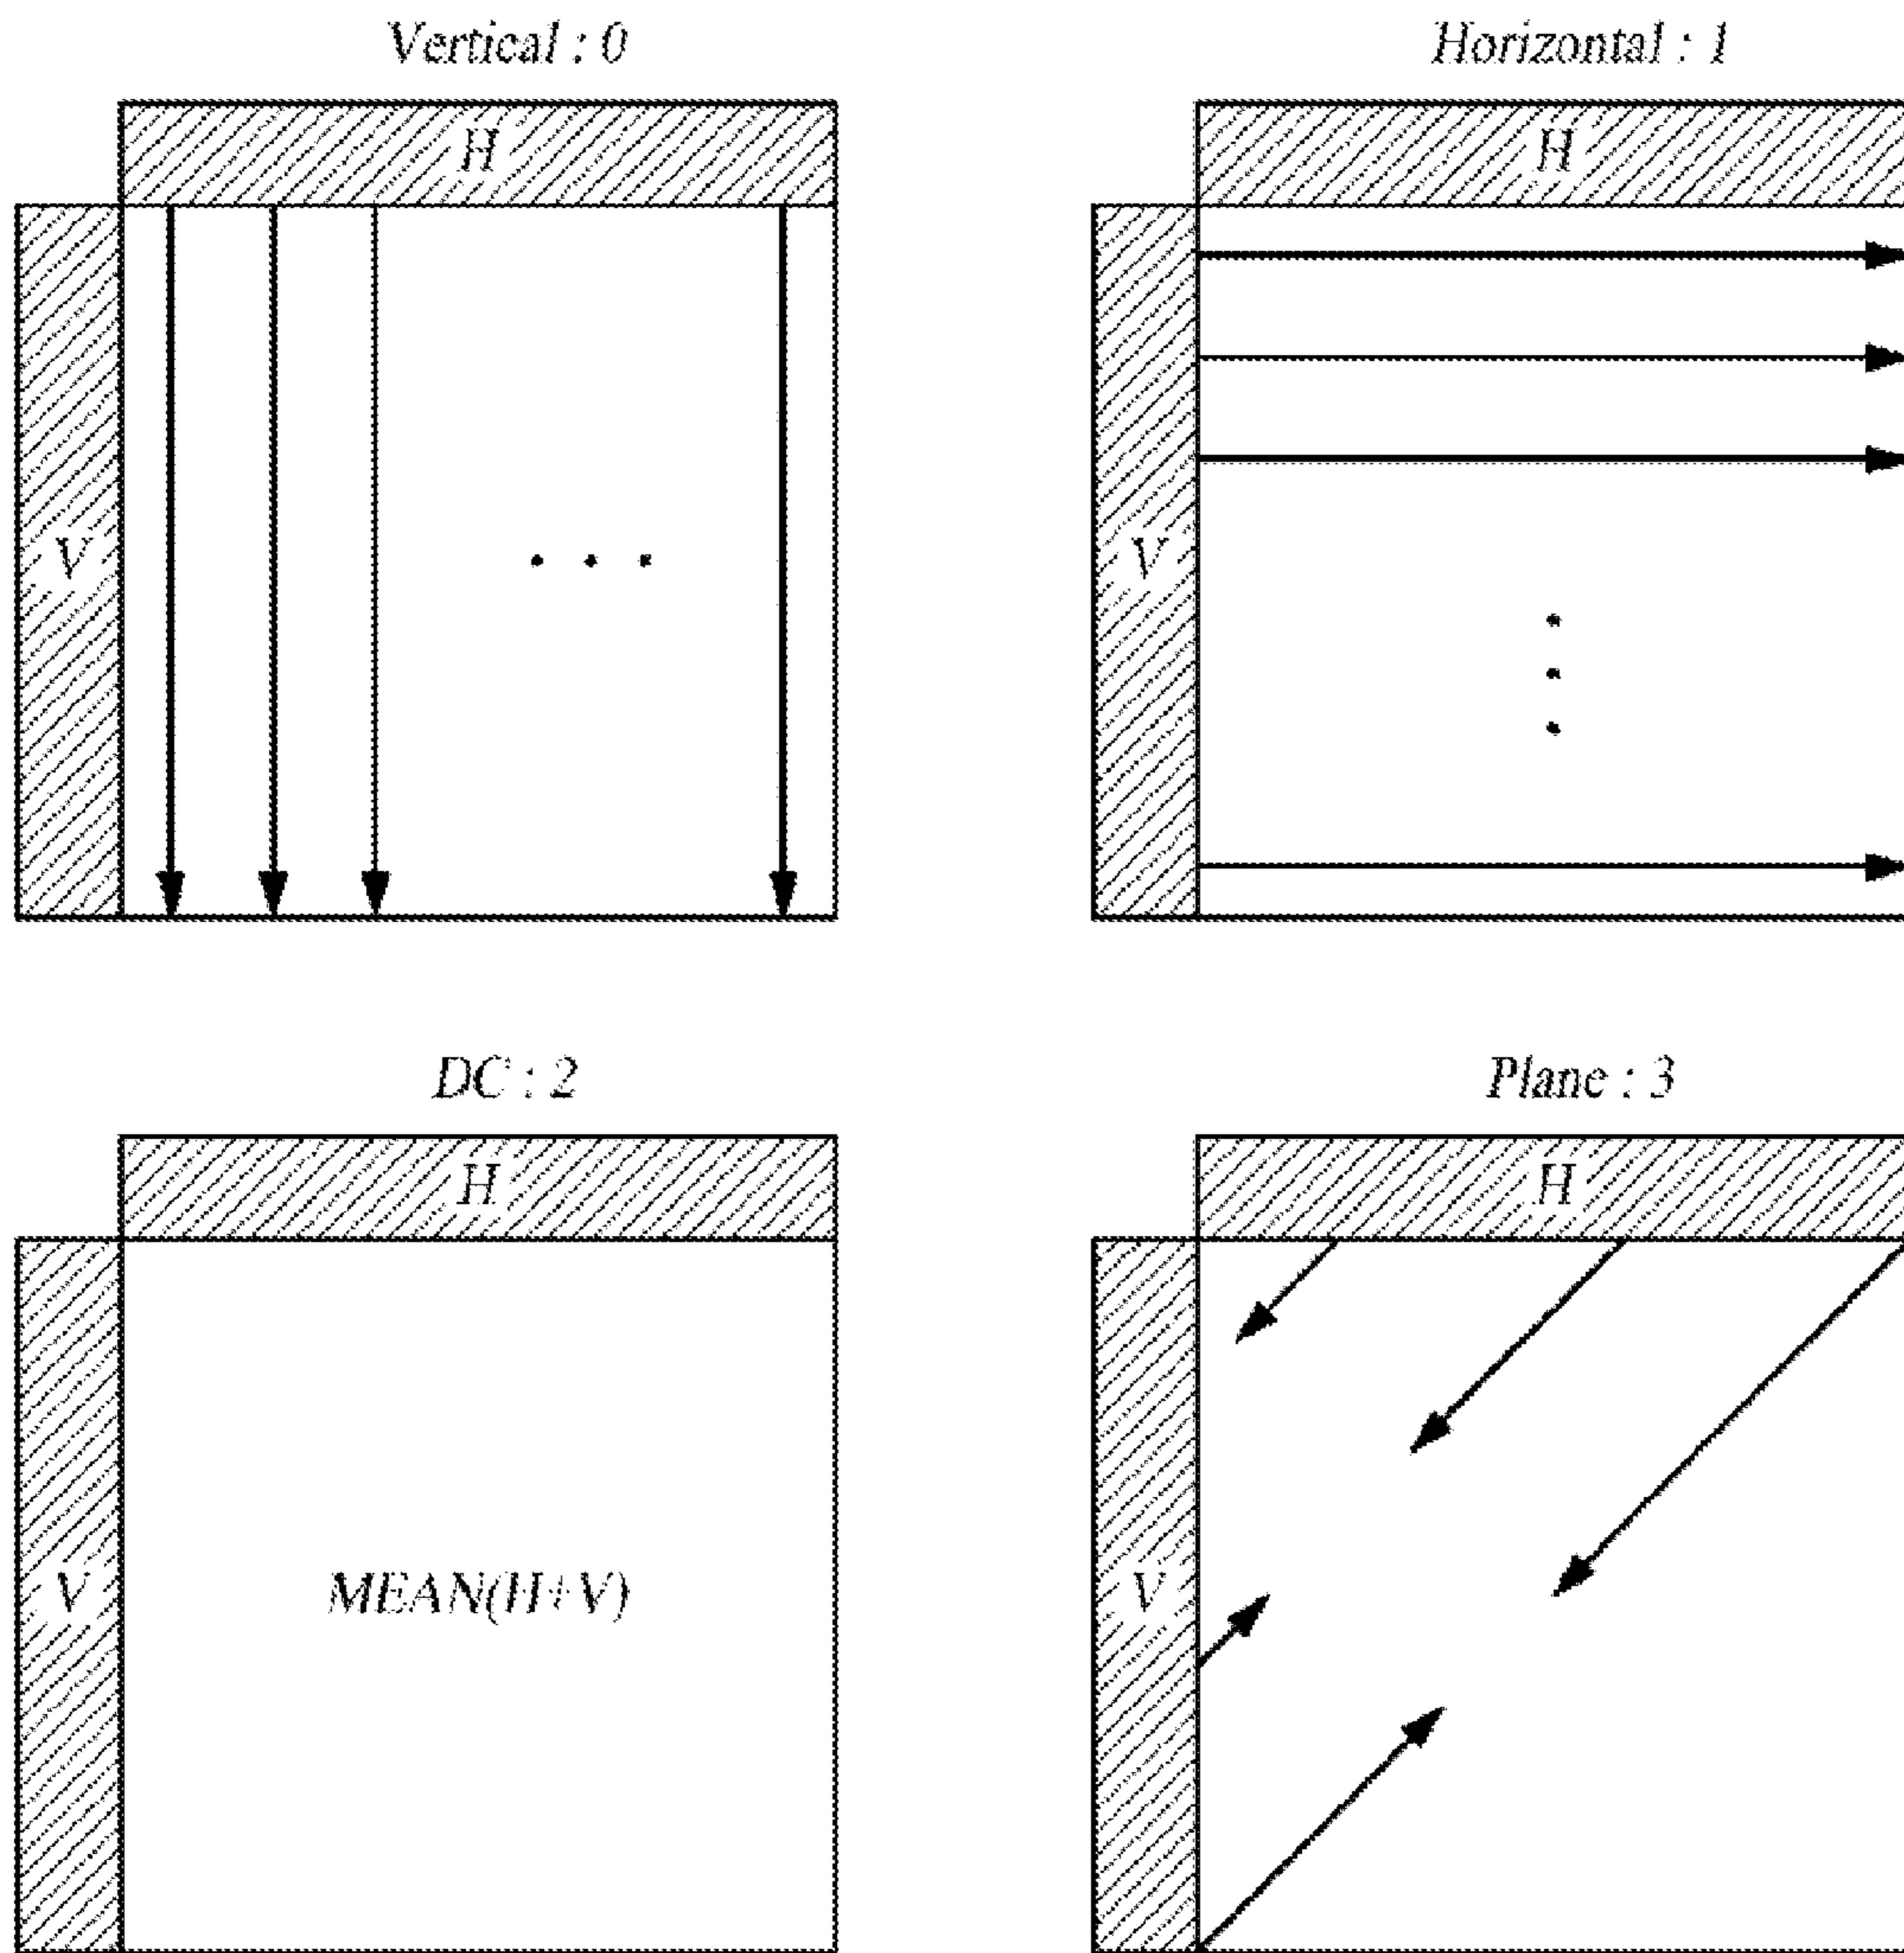 Vertical : 0
H
V
Horizontal : 1
H
V
DC : 2
H
V
MEAN(H+V)
Plane : 3
H
V